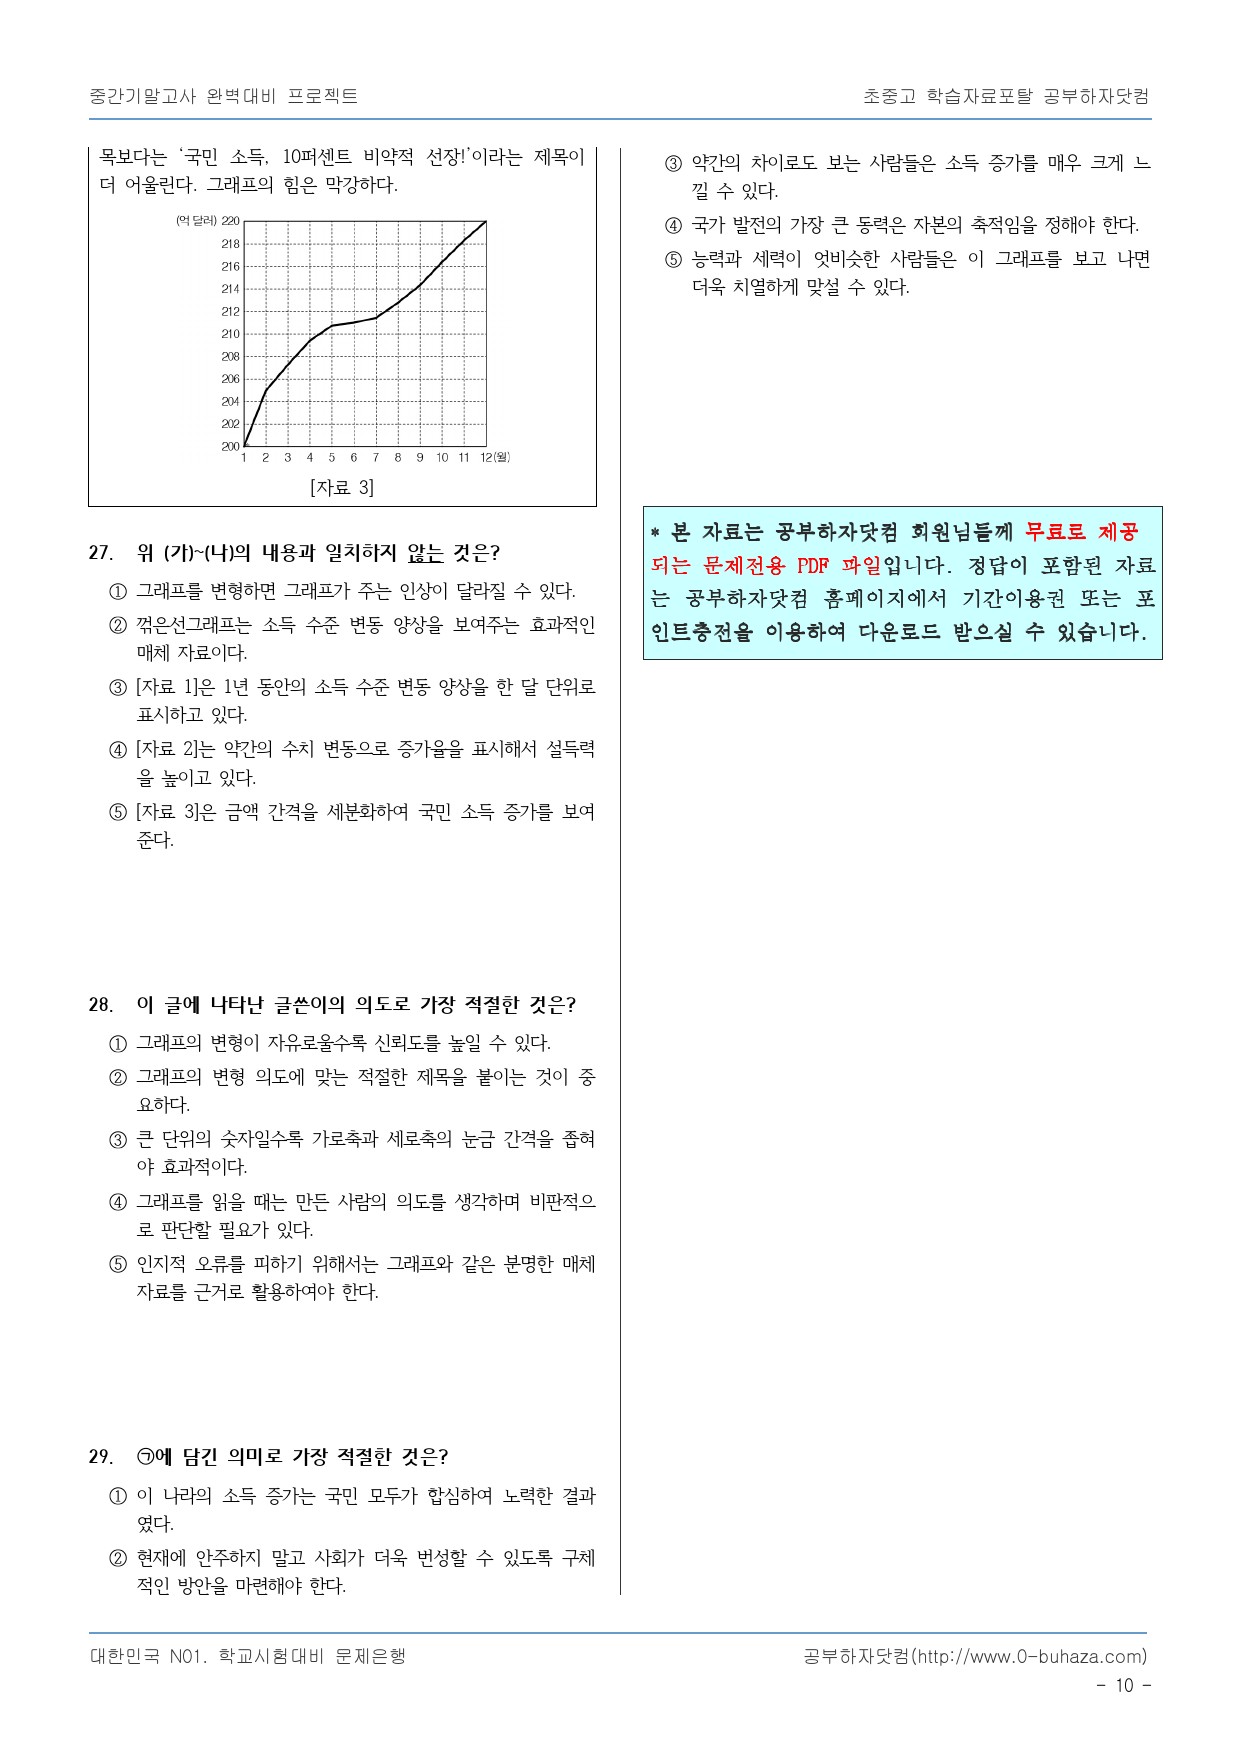 중간기말고사 완벽대비 프로젝트
초중고 학습자료포탈 공부하자닷컴
목보다는 ‘국민 소득, 10퍼센트 비약적 선장!’이라는 제목이
더 어울린다. 그래프의 힘은 막강하다.
(억 달러) 220
218
216
214
212
210
208
206
204
202
200
1 2 3 4 5 6 7 8 9 10 11 12(월)
[자료 3]
27. 위 (가)~(나)의 내용과 일치하지 않는 것은?
① 그래프를 변형하면 그래프가 주는 인상이 달라질 수 있다.
② 꺾은선그래프는 소득 수준 변동 양상을 보여주는 효과적인
매체 자료이다.
③ [자료 1]은 1년 동안의 소득 수준 변동 양상을 한 달 단위로
표시하고 있다.
④ [자료 2]는 약간의 수치 변동으로 증가율을 표시해서 설득력
을 높이고 있다.
⑤ [자료 3]은 금액 간격을 세분화하여 국민 소득 증가를 보여
준다.
28. 이 글에 나타난 글쓴이의 의도로 가장 적절한 것은?
① 그래프의 변형이 자유로울수록 신뢰도를 높일 수 있다.
② 그래프의 변형 의도에 맞는 적절한 제목을 붙이는 것이 중
요하다.
③ 큰 단위의 숫자일수록 가로축과 세로축의 눈금 간격을 좁혀
야 효과적이다.
④ 그래프를 읽을 때는 만든 사람의 의도를 생각하며 비판적으
로 판단할 필요가 있다.
⑤ 인지적 오류를 피하기 위해서는 그래프와 같은 분명한 매체
자료를 근거로 활용하여야 한다.
29. ㉠에 담긴 의미로 가장 적절한 것은?
① 이 나라의 소득 증가는 국민 모두가 합심하여 노력한 결과
였다.
② 현재에 안주하지 말고 사회가 더욱 번성할 수 있도록 구체
적인 방안을 마련해야 한다.
③ 약간의 차이로도 보는 사람들은 소득 증가를 매우 크게 느
낄 수 있다.
④ 국가 발전의 가장 큰 동력은 자본의 축적임을 정해야 한다.
⑤ 능력과 세력이 엇비슷한 사람들은 이 그래프를 보고 나면
더욱 치열하게 맞설 수 있다.
* 본 자료는 공부하자닷컴 회원님들께 무료로 제공
되는 문제전용 PDF 파일입니다. 정답이 포함된 자료
는 공부하자닷컴 홈페이지에서 기간이용권 또는 포
인트충전을 이용하여 다운로드 받으실 수 있습니다.
대한민국 N01. 학교시험대비 문제은행
공부하자닷컴(http://www.0-buhaza.com)
- 10 -